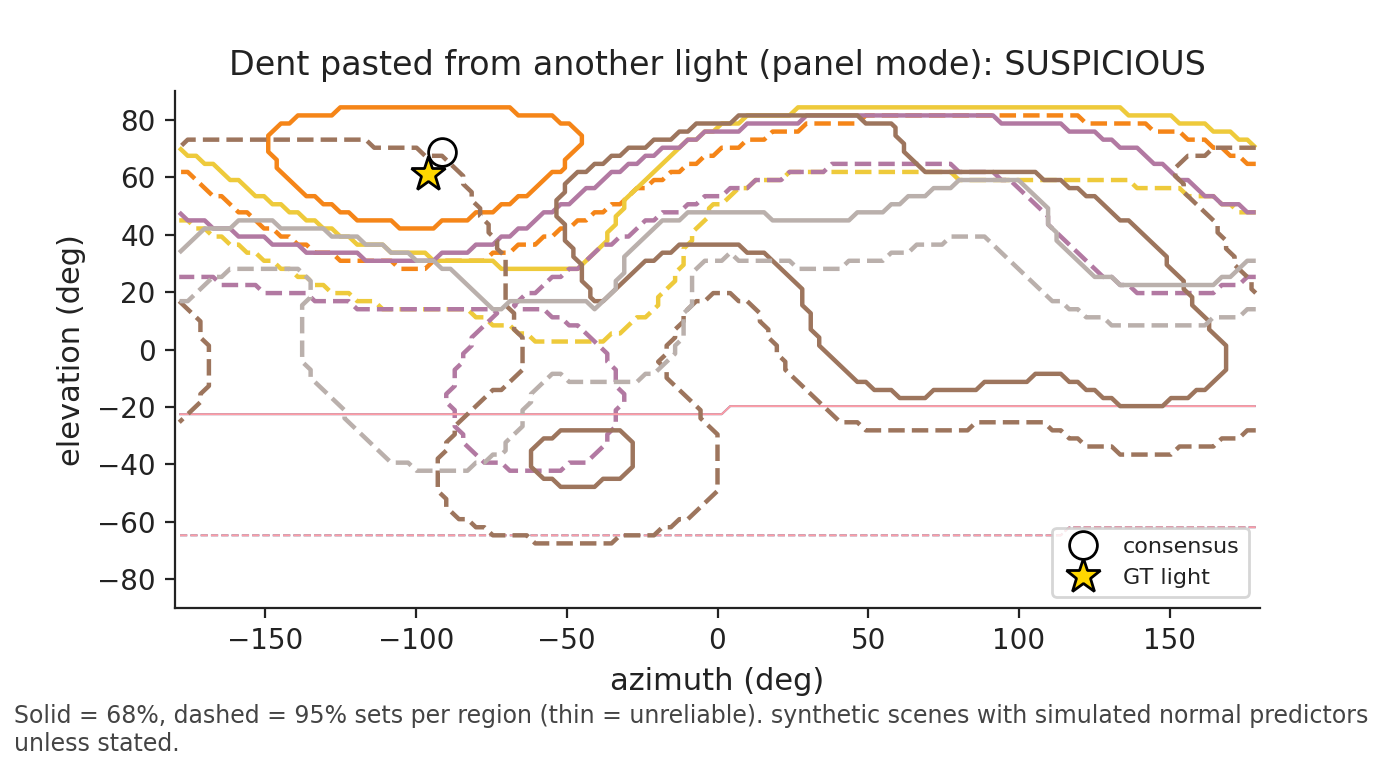 Dent pasted from another light (panel mode): SUSPICIOUS
80
60
40
20
0
−20
−40
−60
−80
elevation (deg)
−150
−100
−50
0
50
100
150
azimuth (deg)
consensus
GT light
Solid = 68%, dashed = 95% sets per region (thin = unreliable). synthetic scenes with simulated normal predictors
unless stated.